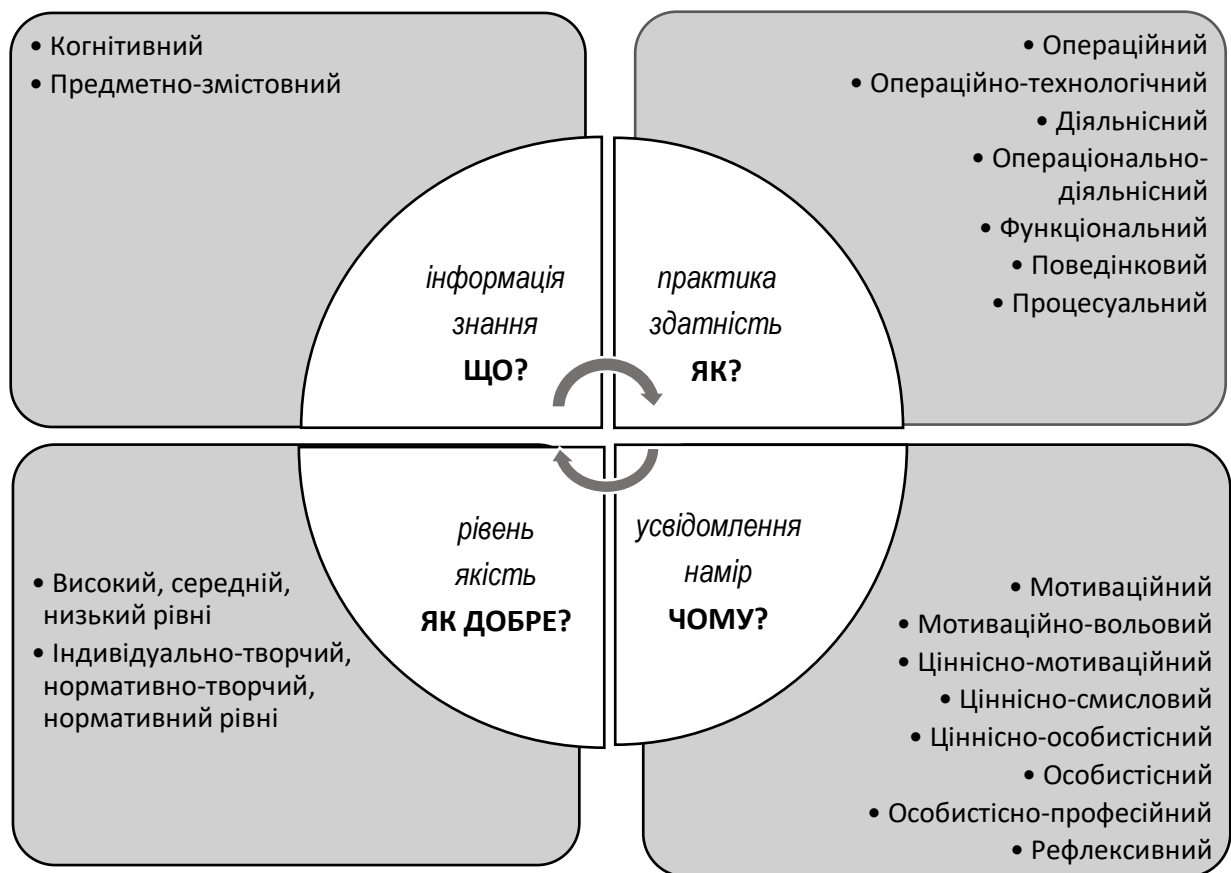 • Когнітивний
• Предметно-змістовний
• Операційний
• Операційно-технологічний
• Діяльнісний
• Операціонально-
діяльнісний
• Функціональний
• Поведінковий
• Процесуальний
інформація
знання
ЩО?
практика
здатність
ЯК?
рівень
якість
ЯК ДОБРЕ?
усвідомлення
намір
ЧОМУ?
• Високий, середній,
низький рівні
• Індивідуально-творчий,
нормативно-творчий,
нормативний рівні
• Мотиваційний
• Мотиваційно-вольовий
• Ціннісно-мотиваційний
• Ціннісно-смисловий
• Ціннісно-особистісний
• Особистісний
• Особистісно-професійний
• Рефлексивний